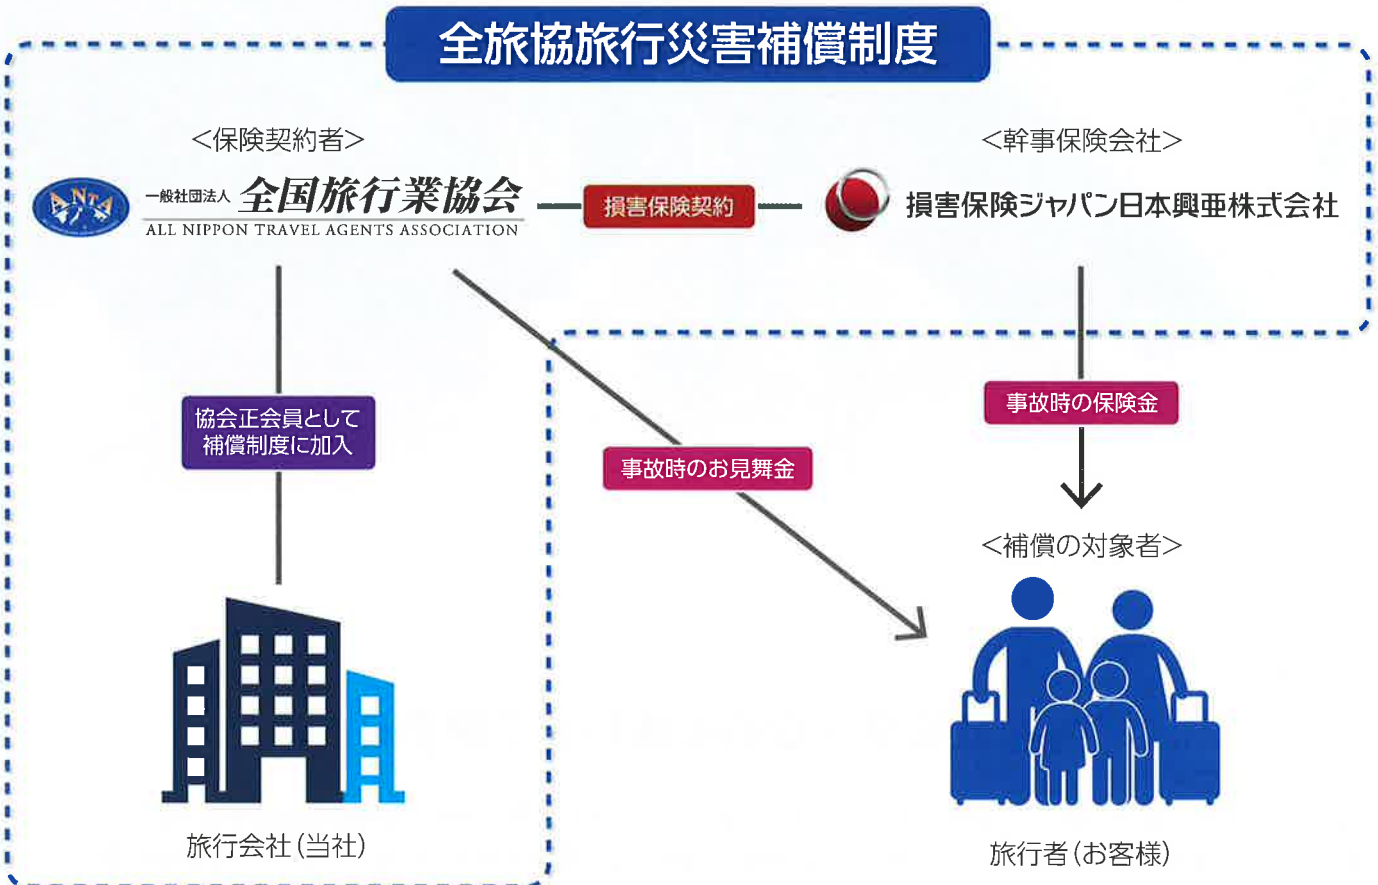 全旅協旅行災害補償制度
＜保険契約者＞
＜幹事保険会社＞
ANTA
一般社団法人 全国旅行業協会
ALL NIPPON TRAVEL AGENTS ASSOCIATION
損害保険契約
損害保険ジャパン日本興亜株式会社
協会正会員として
補償制度に加入
事故時のお見舞金
事故時の保険金
＜補償の対象者＞
旅行会社(当社)
旅行者(お客様)